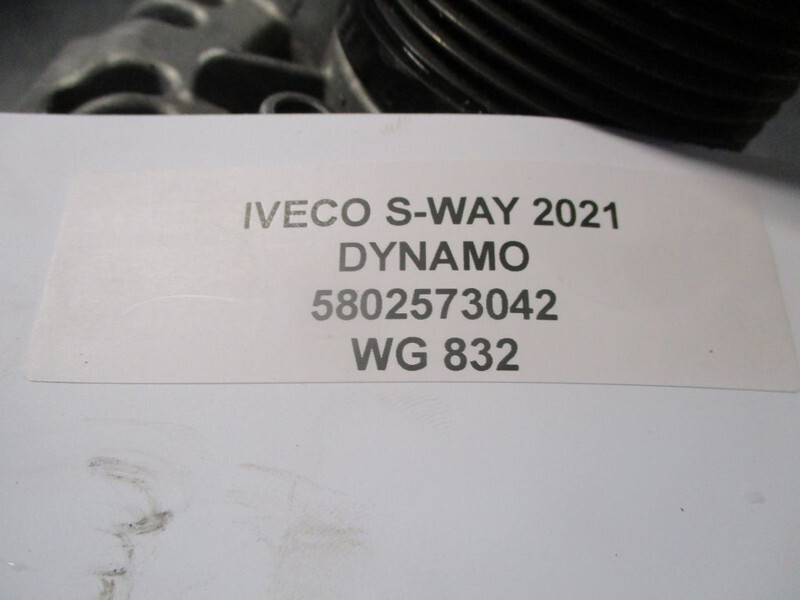 IVECO S-WAY 2021
DYNAMO
5802573042
WG 832